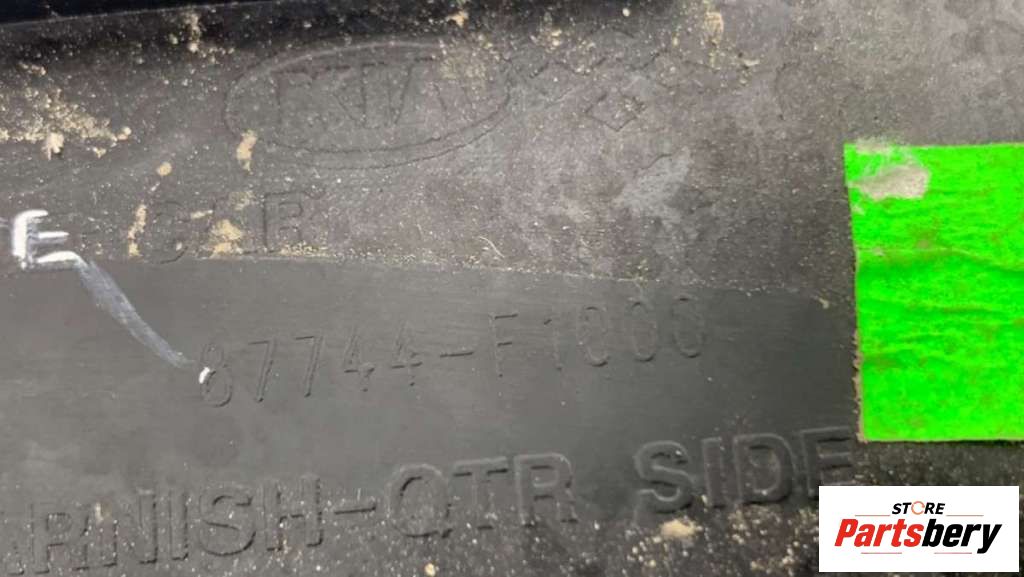 KIA
E
87744-F1000
ARNISH-QTR SIDE
STORE
Partsbery